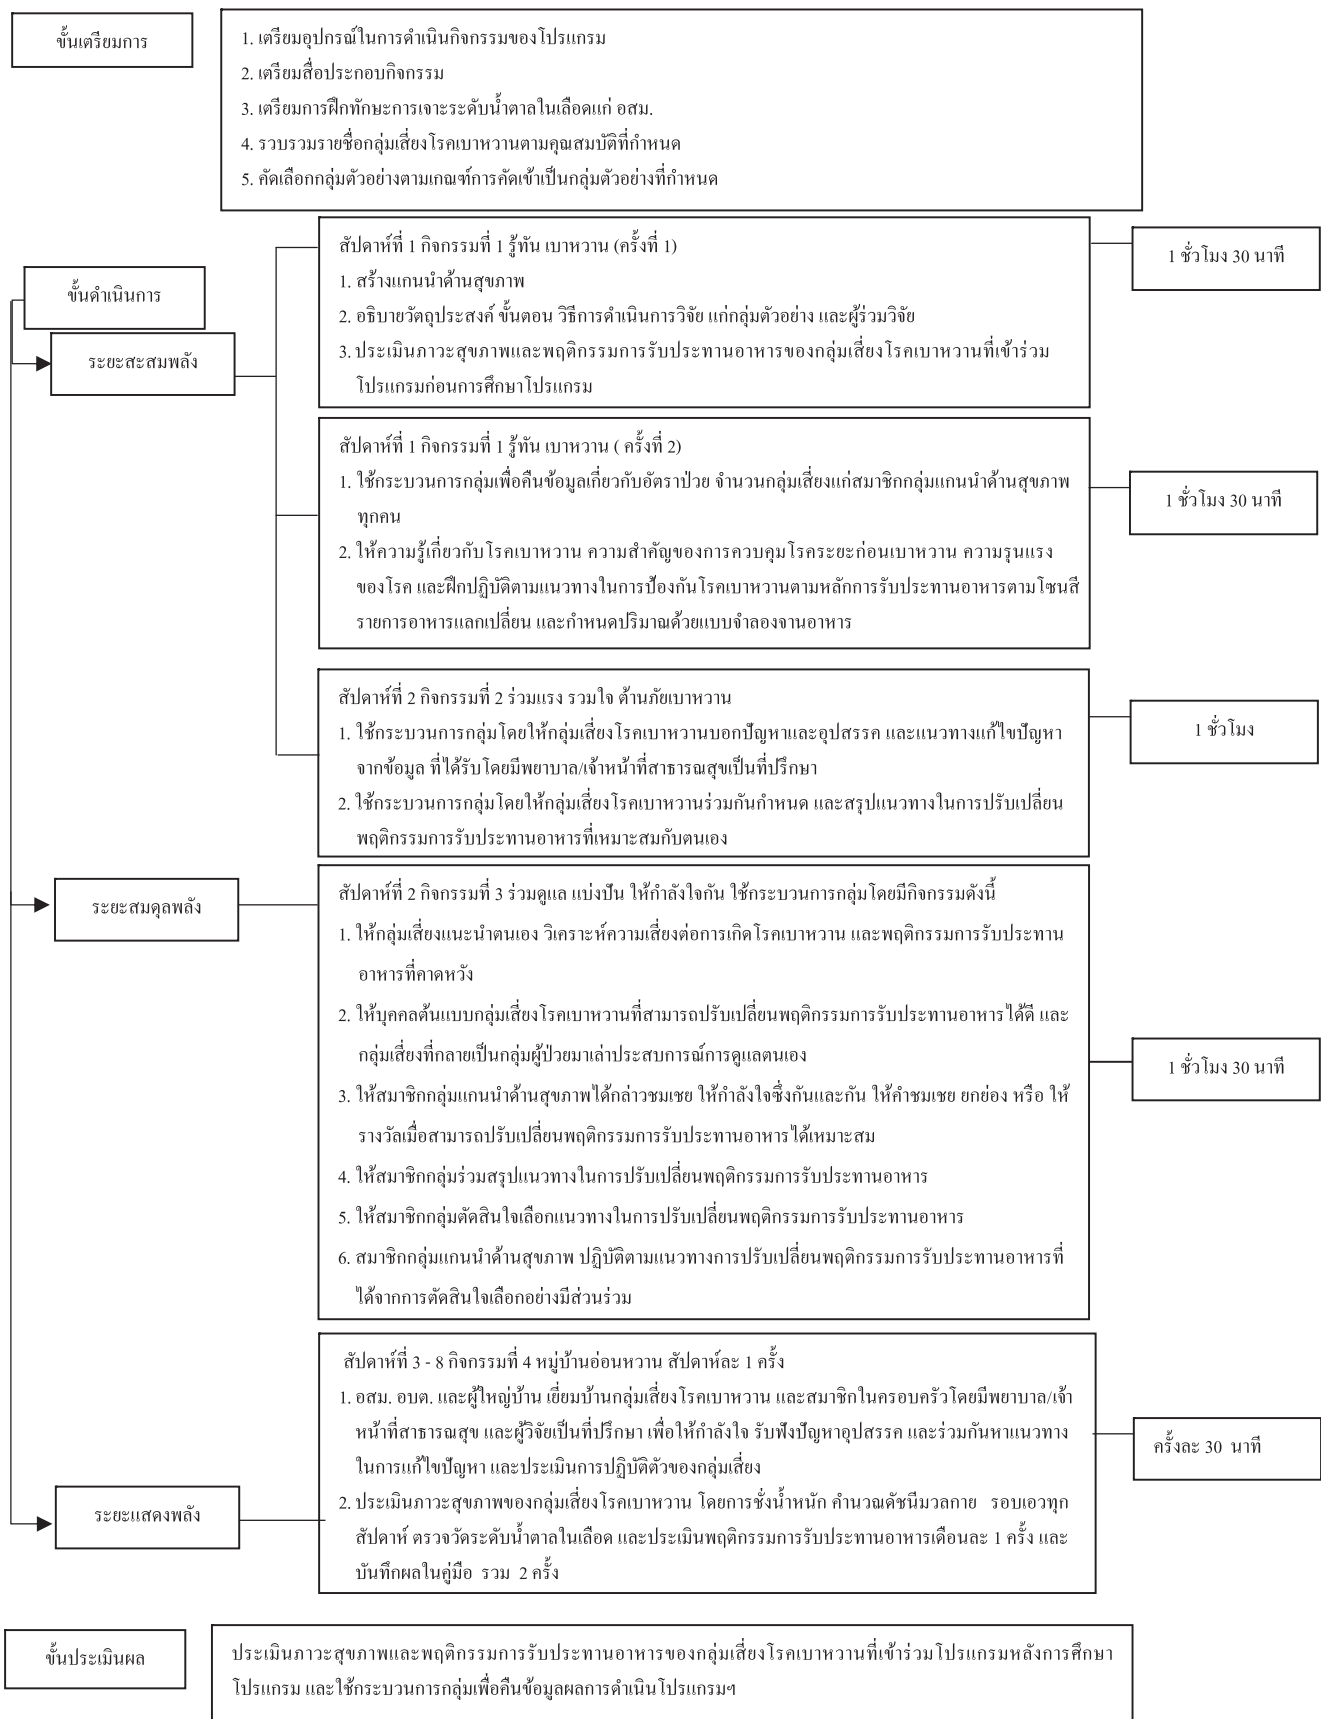 ขั้นเตรียมการ
1. เตรียมอุปกรณ์ในการดำเนินกิจกรรมของโปรแกรม
2. เตรียมสื่อประกอบกิจกรรม
3. เตรียมการฝึกทักษะการเจาะระดับน้ำตาลในเลือดแก่ อสม.
4. รวบรวมรายชื่อกลุ่มเสี่ยงโรคเบาหวานตามคุณสมบัติที่กำหนด
5. คัดเลือกกลุ่มตัวอย่างตามเกณฑ์การคัดเข้าเป็นกลุ่มตัวอย่างที่กำหนด
ขั้นดำเนินการ
ระยะสะสมพลัง
สัปดาห์ที่ 1 กิจกรรมที่ 1 รู้ทัน เบาหวาน (ครั้งที่ 1)
1. สร้างแกนนำด้านสุขภาพ
2. อธิบายวัตถุประสงค์ ขั้นตอน วิธีการดำเนินการวิจัย แก่กลุ่มตัวอย่าง และผู้ร่วมวิจัย
3. ประเมินภาวะสุขภาพและพฤติกรรมการรับประทานอาหารของกลุ่มเสี่ยงโรคเบาหวานที่เข้าร่วม
โปรแกรมก่อนการศึกษาโปรแกรม
1 ชั่วโมง 30 นาที
สัปดาห์ที่ 1 กิจกรรมที่ 1 รู้ทัน เบาหวาน ( ครั้งที่ 2)
1. ใช้กระบวนการกลุ่มเพื่อคืนข้อมูลเกี่ยวกับอัตราป่วย จำนวนกลุ่มเสี่ยงแก่สมาชิกกลุ่มแกนนำด้านสุขภาพ
ทุกคน
2. ให้ความรู้เกี่ยวกับโรคเบาหวาน ความสำคัญของการควบคุมโรคระยะก่อนเบาหวาน ความรุนแรง
ของโรค และฝึกปฏิบัติตามแนวทางในการป้องกันโรคเบาหวานตามหลักการรับประทานอาหารตามโซนสี
รายการอาหารแลกเปลี่ยน และกำหนดปริมาณด้วยแบบจำลองจานอาหาร
1 ชั่วโมง 30 นาที
สัปดาห์ที่ 2 กิจกรรมที่ 2 ร่วมแรง รวมใจ ต้านภัยเบาหวาน
1. ใช้กระบวนการกลุ่มโดยให้กลุ่มเสี่ยงโรคเบาหวานบอกปัญหาและอุปสรรค และแนวทางแก้ไขปัญหา
จากข้อมูล ที่ได้รับโดยมีพยาบาล/เจ้าหน้าที่สาธารณสุขเป็นที่ปรึกษา
2. ใช้กระบวนการกลุ่มโดยให้กลุ่มเสี่ยงโรคเบาหวานร่วมกันกำหนด และสรุปแนวทางในการปรับเปลี่ยน
พฤติกรรมการรับประทานอาหารที่เหมาะสมกับตนเอง
1 ชั่วโมง
ระยะสมดุลพลัง
สัปดาห์ที่ 2 กิจกรรมที่ 3 ร่วมดูแล แบ่งปัน ให้กำลังใจกัน ใช้กระบวนการกลุ่มโดยมีกิจกรรมดังนี้
1. ให้กลุ่มเสี่ยงแนะนำตนเอง วิเคราะห์ความเสี่ยงต่อการเกิดโรคเบาหวาน และพฤติกรรมการรับประทาน
อาหารที่คาดหวัง
2. ให้บุคคลต้นแบบกลุ่มเสี่ยงโรคเบาหวานที่สามารถปรับเปลี่ยนพฤติกรรมการรับประทานอาหารได้ดี และ
กลุ่มเสี่ยงที่กลายเป็นกลุ่มผู้ป่วยมาเล่าประสบการณ์การดูแลตนเอง
3. ให้สมาชิกกลุ่มแกนนำด้านสุขภาพได้กล่าวชมเชย ให้กำลังใจซึ่งกันและกัน ให้คำชมเชย ยกย่อง หรือ ให้
รางวัลเมื่อสามารถปรับเปลี่ยนพฤติกรรมการรับประทานอาหารได้เหมาะสม
4. ให้สมาชิกกลุ่มร่วมสรุปแนวทางในการปรับเปลี่ยนพฤติกรรมการรับประทานอาหาร
5. ให้สมาชิกกลุ่มตัดสินใจเลือกแนวทางในการปรับเปลี่ยนพฤติกรรมการรับประทานอาหาร
6. สมาชิกกลุ่มแกนนำด้านสุขภาพ ปฏิบัติตามแนวทางการปรับเปลี่ยนพฤติกรรมการรับประทานอาหารที่
ได้จากการตัดสินใจเลือกอย่างมีส่วนร่วม
1 ชั่วโมง 30 นาที
ระยะแสดงพลัง
สัปดาห์ที่ 3 - 8 กิจกรรมที่ 4 หมู่บ้านอ่อนหวาน สัปดาห์ละ 1 ครั้ง
1. อสม. อบต. และผู้ใหญ่บ้าน เยี่ยมบ้านกลุ่มเสี่ยงโรคเบาหวาน และสมาชิกในครอบครัวโดยมีพยาบาล/เจ้า
หน้าที่สาธารณสุข และผู้วิจัยเป็นที่ปรึกษา เพื่อให้กำลังใจ รับฟังปัญหาอุปสรรค และร่วมกันหาแนวทาง
ในการแก้ไขปัญหา และประเมินการปฏิบัติตัวของกลุ่มเสี่ยง
2. ประเมินภาวะสุขภาพของกลุ่มเสี่ยวโรคเบาหวาน โดยการชั่งน้ำหนัก คำนวณดัชนีมวลกาย รอบเอวทุก
สัปดาห์ ตรวจวัดระดับน้ำตาลในเลือด และประเมินพฤติกรรมการรับประทานอาหารเดือนละ 1 ครั้ง และ
บันทึกผลในคู่มือ รวม 2 ครั้ง
ครั้งละ 30 นาที
ขั้นประเมินผล
ประเมินภาวะสุขภาพและพฤติกรรมการรับประทานอาหารของกลุ่มเสี่ยงโรคเบาหวานที่เข้าร่วมโปรแกรมหลังการศึกษา
โปรแกรม และใช้กระบวนการกลุ่มเพื่อคืนข้อมูลผลการดำเนินโปรแกรมฯ